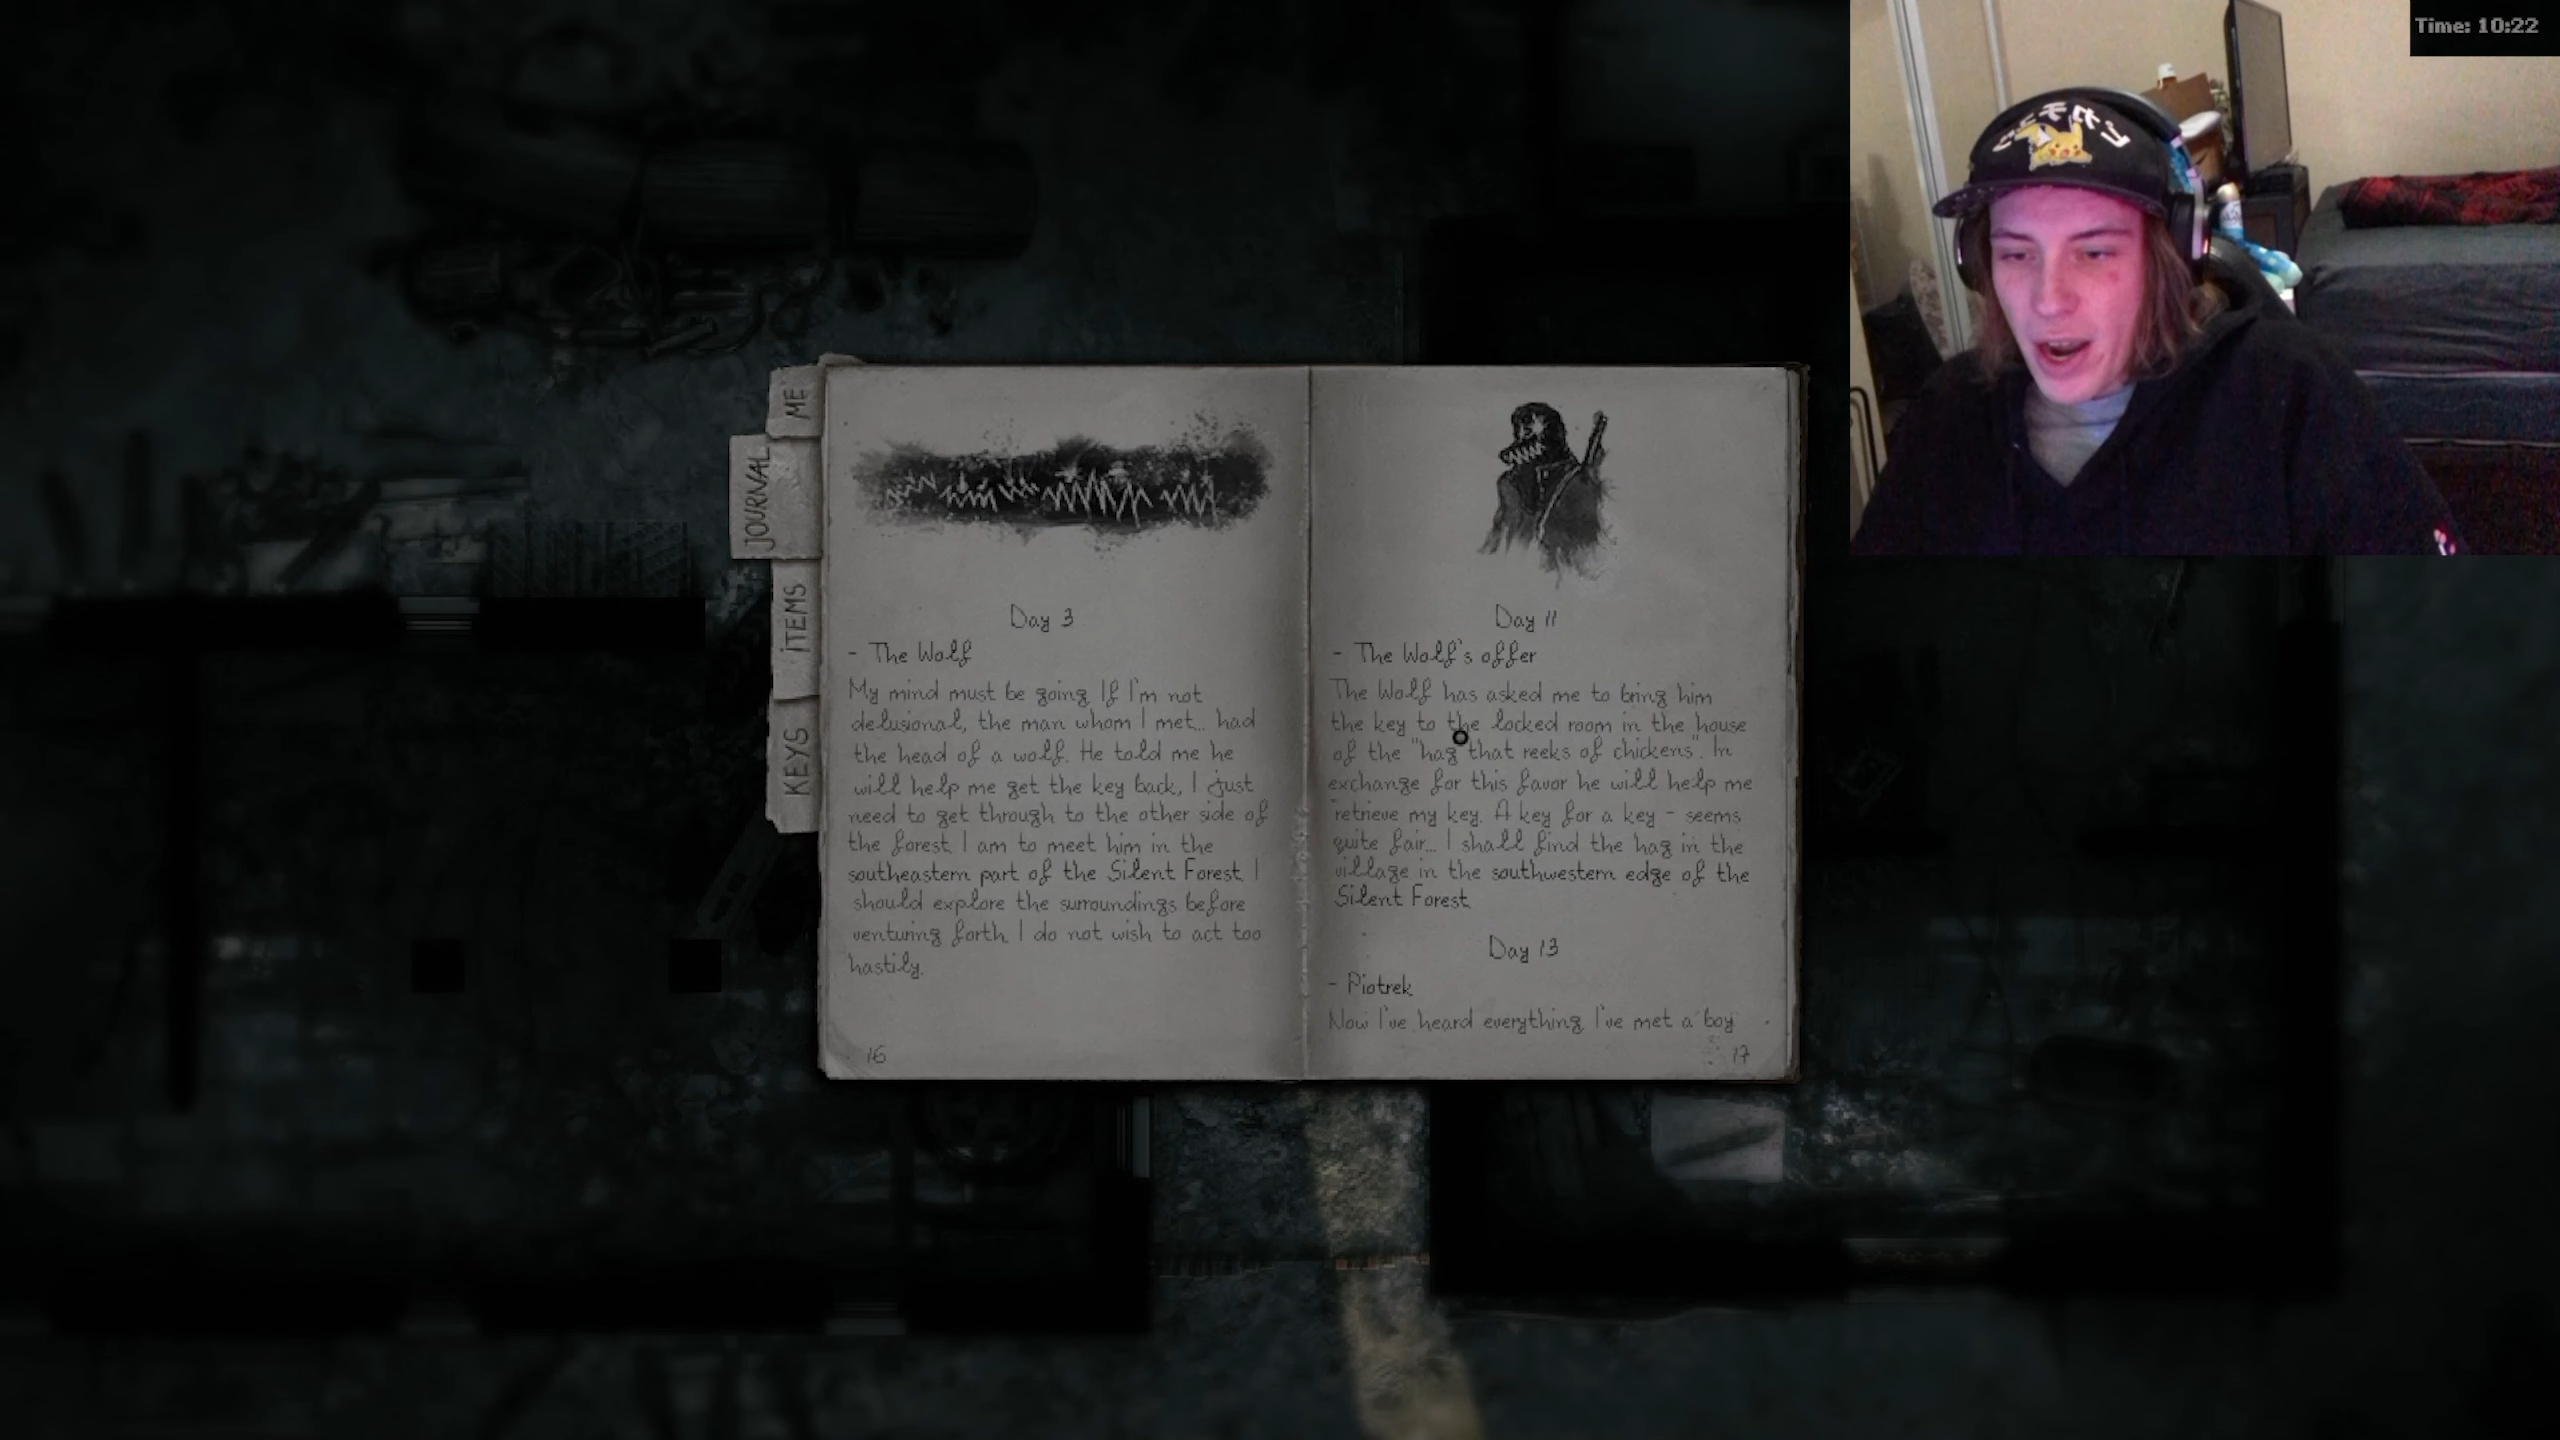 Time: 10:22
ME
JOURNAL
ITEMS
KEYS
Day 3
- The Wolf
My mind must be going. If I'm not
delusional, the man whom I met... had
the head of a wolf. He told me he
will help me get the key back, I just
need to get through to the other side of
the forest. I am to meet him in the
southeastern part of the Silent Forest. I
should explore the surroundings before
venturing forth. I do not wish to act too
hastily.
16
Day 11
- The Wolf's offer
The Wolf has asked me to bring him
the key to the locked room in the house
of the "hag that reeks of chickens". In
exchange for this favor he will help me
retrieve my key. A key for a key - seems
quite fair... I shall find the hag in the
village in the southwestern edge of the
Silent Forest.
Day 13
- Piotrek
Now I've heard everything. I've met a boy
17